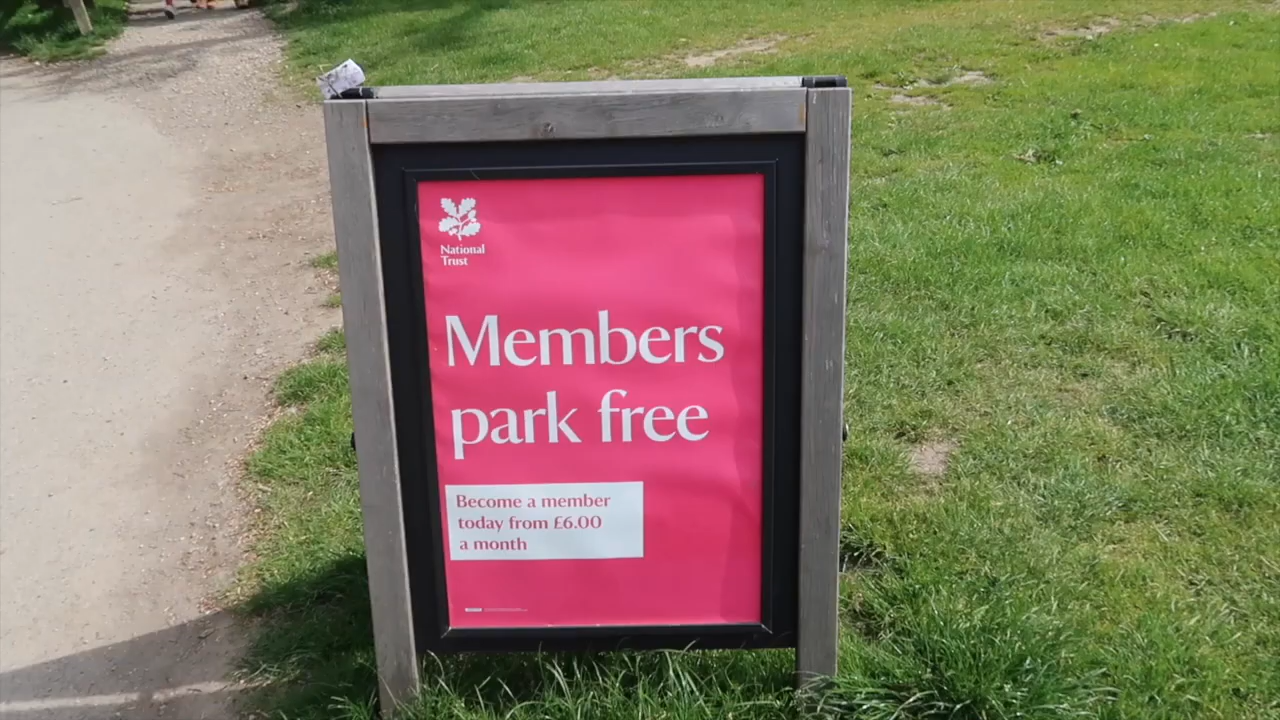 National
Trust
Members
park free
Become a member
today from £6.00
a month